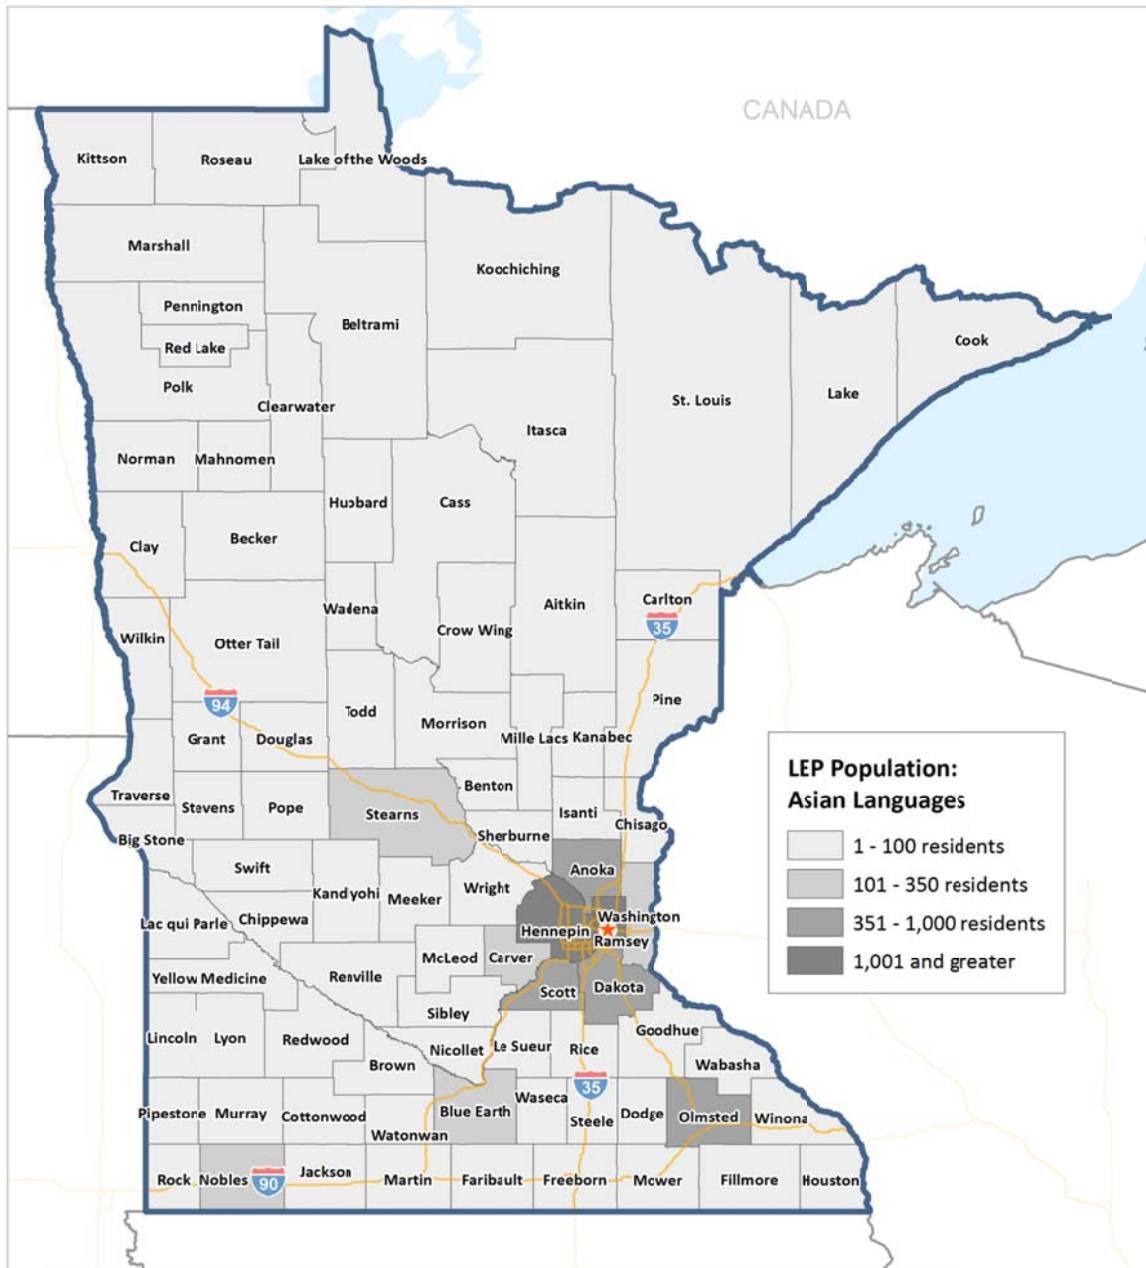 CANADA
Kittson
Roseau
Lake of the Woods
Marshall
Koochiching
Pennington
Beltrami
Red Lake
Cook
Polk
Lake
St. Louis
Clearwater
Itasca
Norman
Mahnomen
Hubbard
Cass
Clay
Becker
Carlton
Aitkin
Wadena
35
Crow Wing
Wilkin
Otter Tail
Pine
94
Todd
Morrison
Grant
Douglas
Mille Lacs
Kanabec
LEP Population:
Asian Languages
1 - 100 residents
101 - 350 residents
351 - 1,000 residents
1,001 and greater
Benton
Traverse
Stevens
Pope
Stearns
Isanti
Chisago
Big Stone
Sherburne
Swift
Anoka
Kandiyohi
Meeker
Wright
Lac qui Parle
Chippewa
Washington
Hennepin
Ramsey
McLeod
Carver
Yellow Medicine
Renville
Scott
Dakota
Sibley
Lincoln
Lyon
Redwood
Goodhue
Nicollet
Le Sueur
Rice
Brown
Wabasha
35
Pipestone
Murray
Cottonwood
Blue Earth
Waseca
Steele
Dodge
Olmsted
Winona
Watonwan
Rock
Nobles
90
Jackson
Martin
Faribault
Freeborn
Mower
Fillmore
Houston